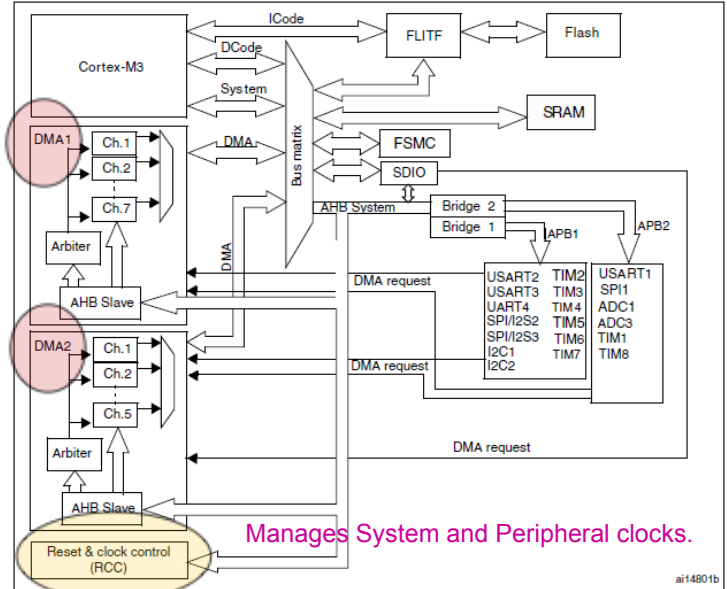 ICode
FLITF
Flash
DCode
Cortex-M3
System
SRAM
DMA1
Ch.1
DMA
Bus matrix
FSMC
Ch.2
SDIO
Ch.7
AHB System
Bridge 2
Bridge 1
APB1
APB2
Arbiter
DMA
DMA request
USART2 TIM2
USART3 TIM3
UART4 TIM4
SPI/I2S2 TIM5
SPI/I2S3 TIM6
I2C1 TIM7
I2C2
USART1
SPI1
ADC1
ADC3
TIM1
TIM8
AHB Slave
DMA2
Ch.1
Ch.2
DMA request
Ch.5
Arbiter
DMA request
AHB Slave
Manages System and Peripheral clocks.
Reset & clock control
(RCC)
ai14801b